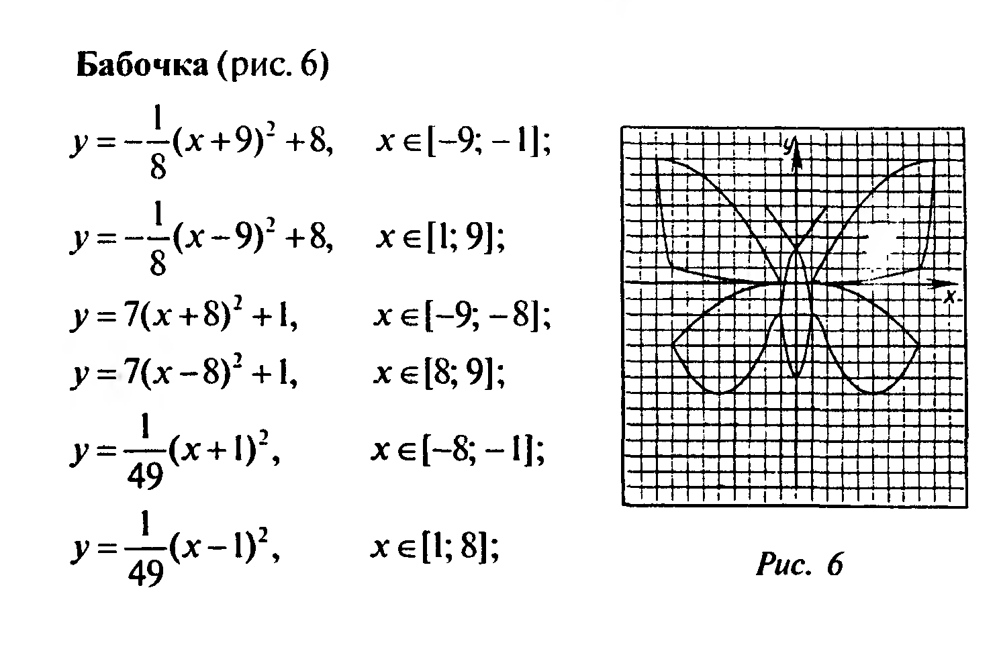 Бабочка (рис. 6)
y = -1/8(x+9)² + 8, x ∈ [-9; -1];
y = -1/8(x-9)² + 8, x ∈ [1; 9];
y = 7(x+8)² + 1, x ∈ [-9; -8];
y = 7(x-8)² + 1, x ∈ [8; 9];
y = 1/49(x+1)², x ∈ [-8; -1];
y = 1/49(x-1)², x ∈ [1; 8];
y
x
Рис. 6